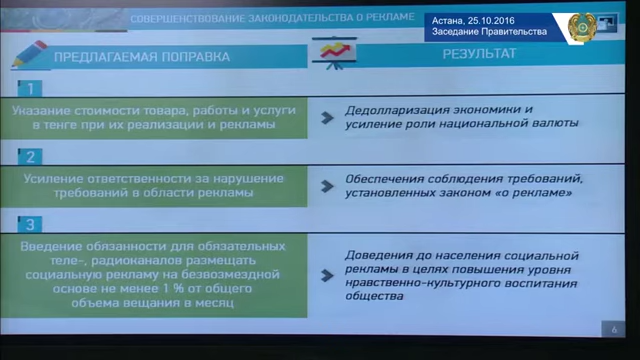 СОВЕРШЕНСТВОВАНИЕ ЗАКОНОДАТЕЛЬСТВА О РЕКЛАМЕ
Астана, 25.10.2016
Заседание Правительства
ПРЕДЛАГАЕМАЯ ПОПРАВКА
РЕЗУЛЬТАТ
1
Указание стоимости товара, работы и услуги
в тенге при их реализации и рекламы
Дедолларизация экономики и
усиление роли национальной валюты
2
Усиление ответственности за нарушение
требований в области рекламы
Обеспечения соблюдения требований,
установленных законом «о рекламе»
3
Введение обязанности для обязательных
теле-, радиоканалов размещать
социальную рекламу на безвозмездной
основе не менее 1 % от общего
объема вещания в месяц
Доведения до населения социальной
рекламы в целях повышения уровня
нравственно-культурного воспитания
общества
6